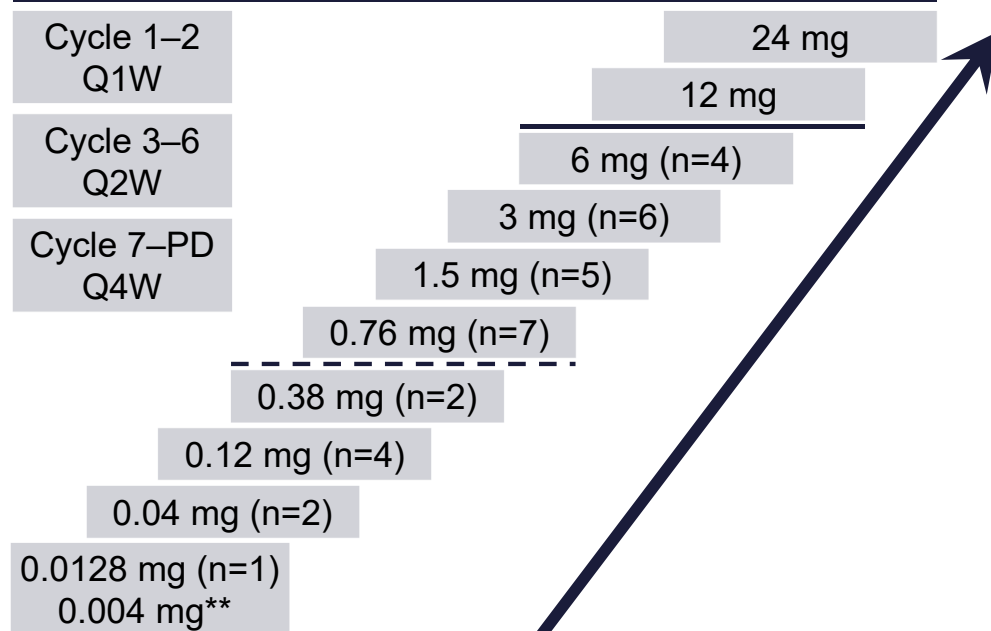 Cycle 1–2
Q1W
Cycle 3–6
Q2W
Cycle 7–PD
Q4W
24 mg
12 mg
6 mg (n=4)
3 mg (n=6)
1.5 mg (n=5)
0.76 mg (n=7)
0.38 mg (n=2)
0.12 mg (n=4)
0.04 mg (n=2)
0.0128 mg (n=1)
0.004 mg**